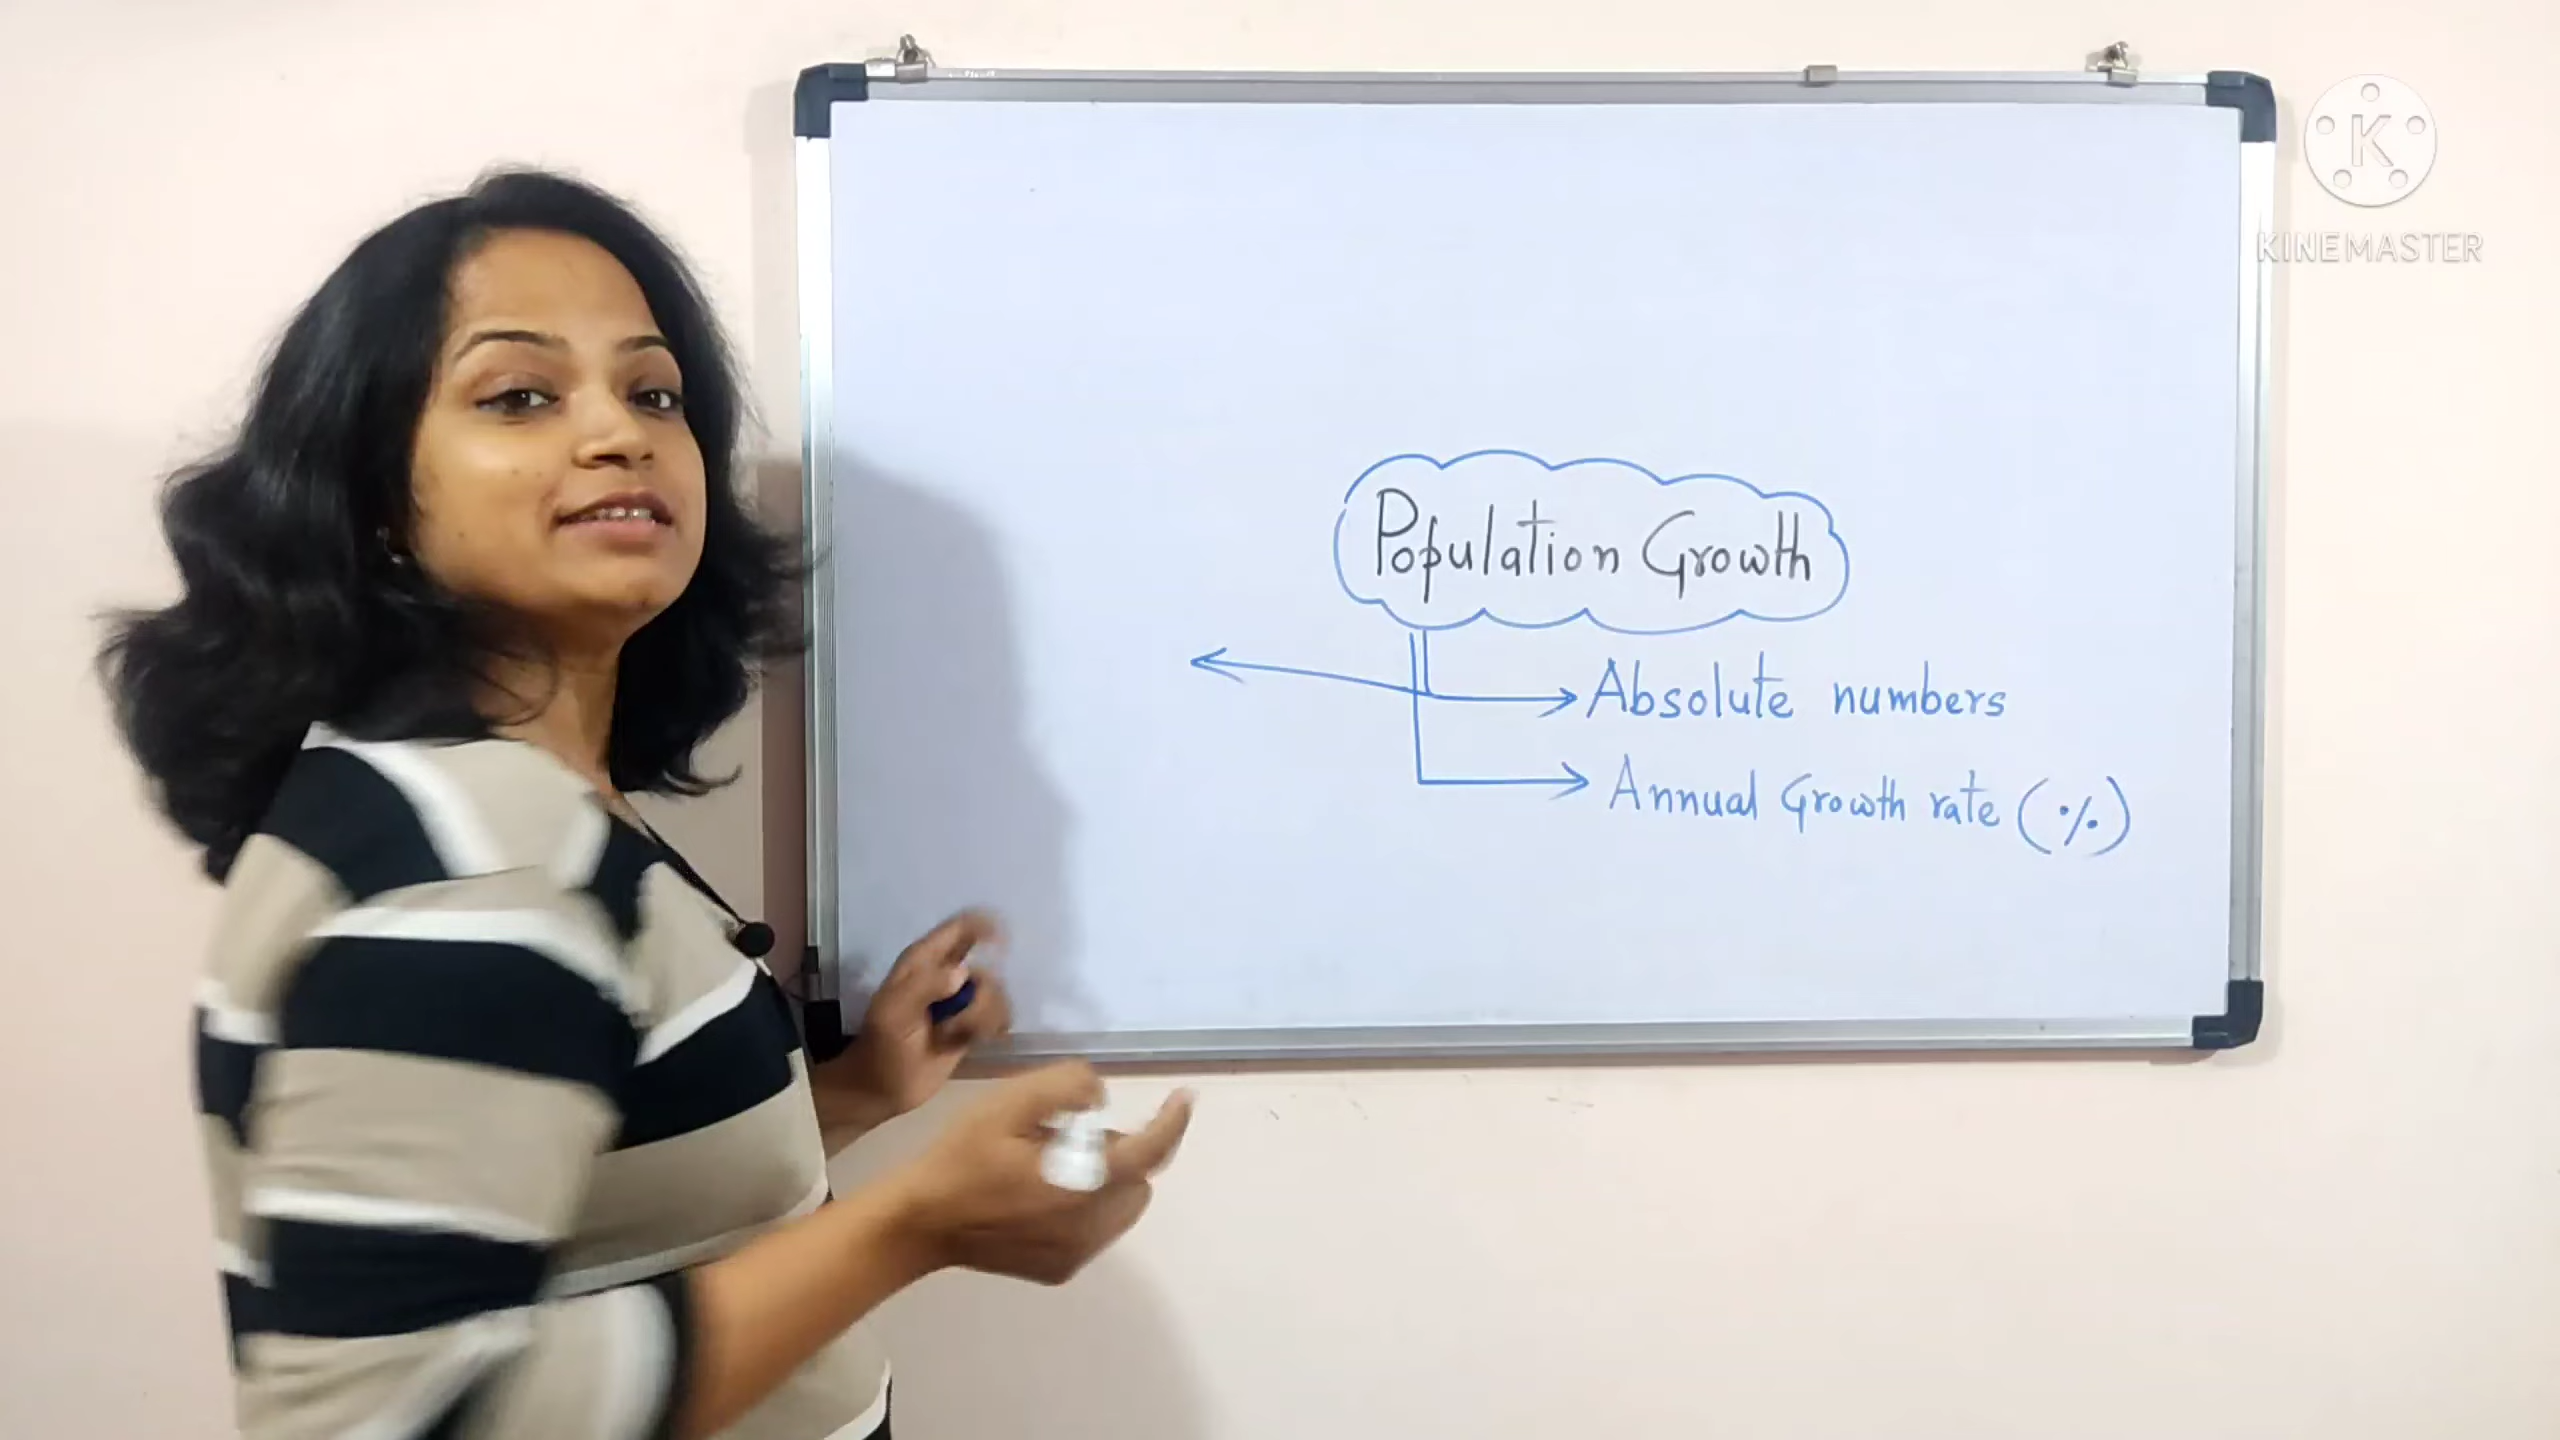 K
KINEMASTER
Population Growth
Absolute numbers
Annual Growth rate (%)